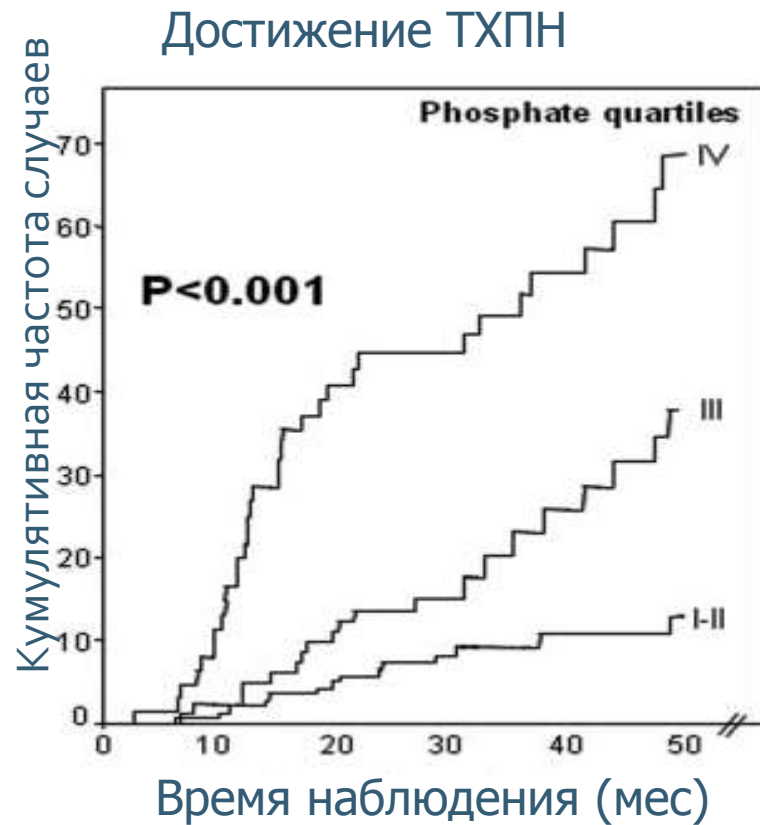 Достижение ТХПН
Кумулятивная частота случаев
Phosphate quartiles
70
IV
60
P<0.001
50
40
III
30
20
I-II
10
0
0 10 20 30 40 50
Время наблюдения (мес)